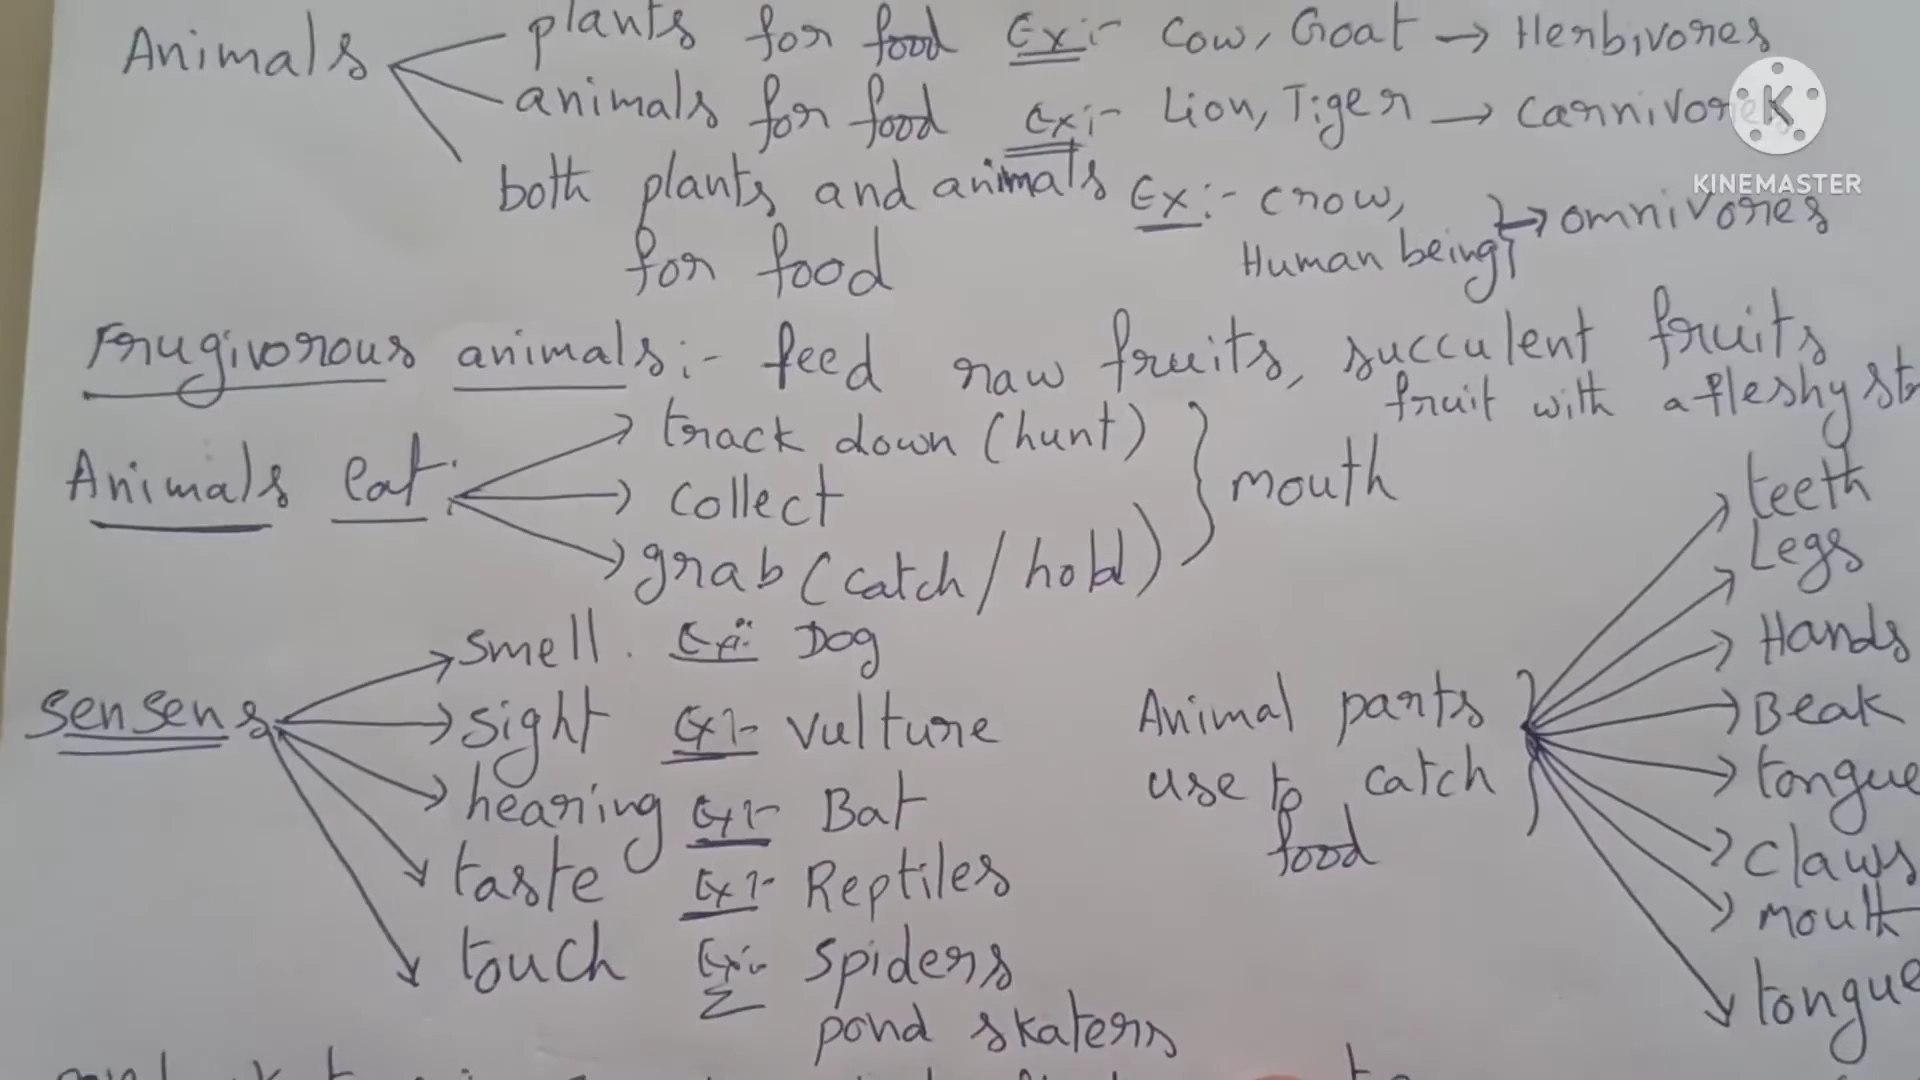 Animals
plants for food Ex:- Cow, Goat → Herbivores
animals for food Ex:- Lion, Tiger → Carnivores
both plants and animals for food Ex:- Crow, Human beings → omnivores
KINEMASTER
Frugivorous animals:- feed raw fruits, succulent fruits
fruit with a fleshy
Animals eat
track down (hunt)
collect
grab (catch/hold)
mouth
Sensens
smell. Ex: Dog
sight Ex:- Vulture
hearing Ex:- Bat
taste Ex:- Reptiles
touch Ex:- Spiders
pond skaters
Animal parts
use to catch
food
teeth
Legs
Hands
Beak
tongue
Claws
mouth
tongue